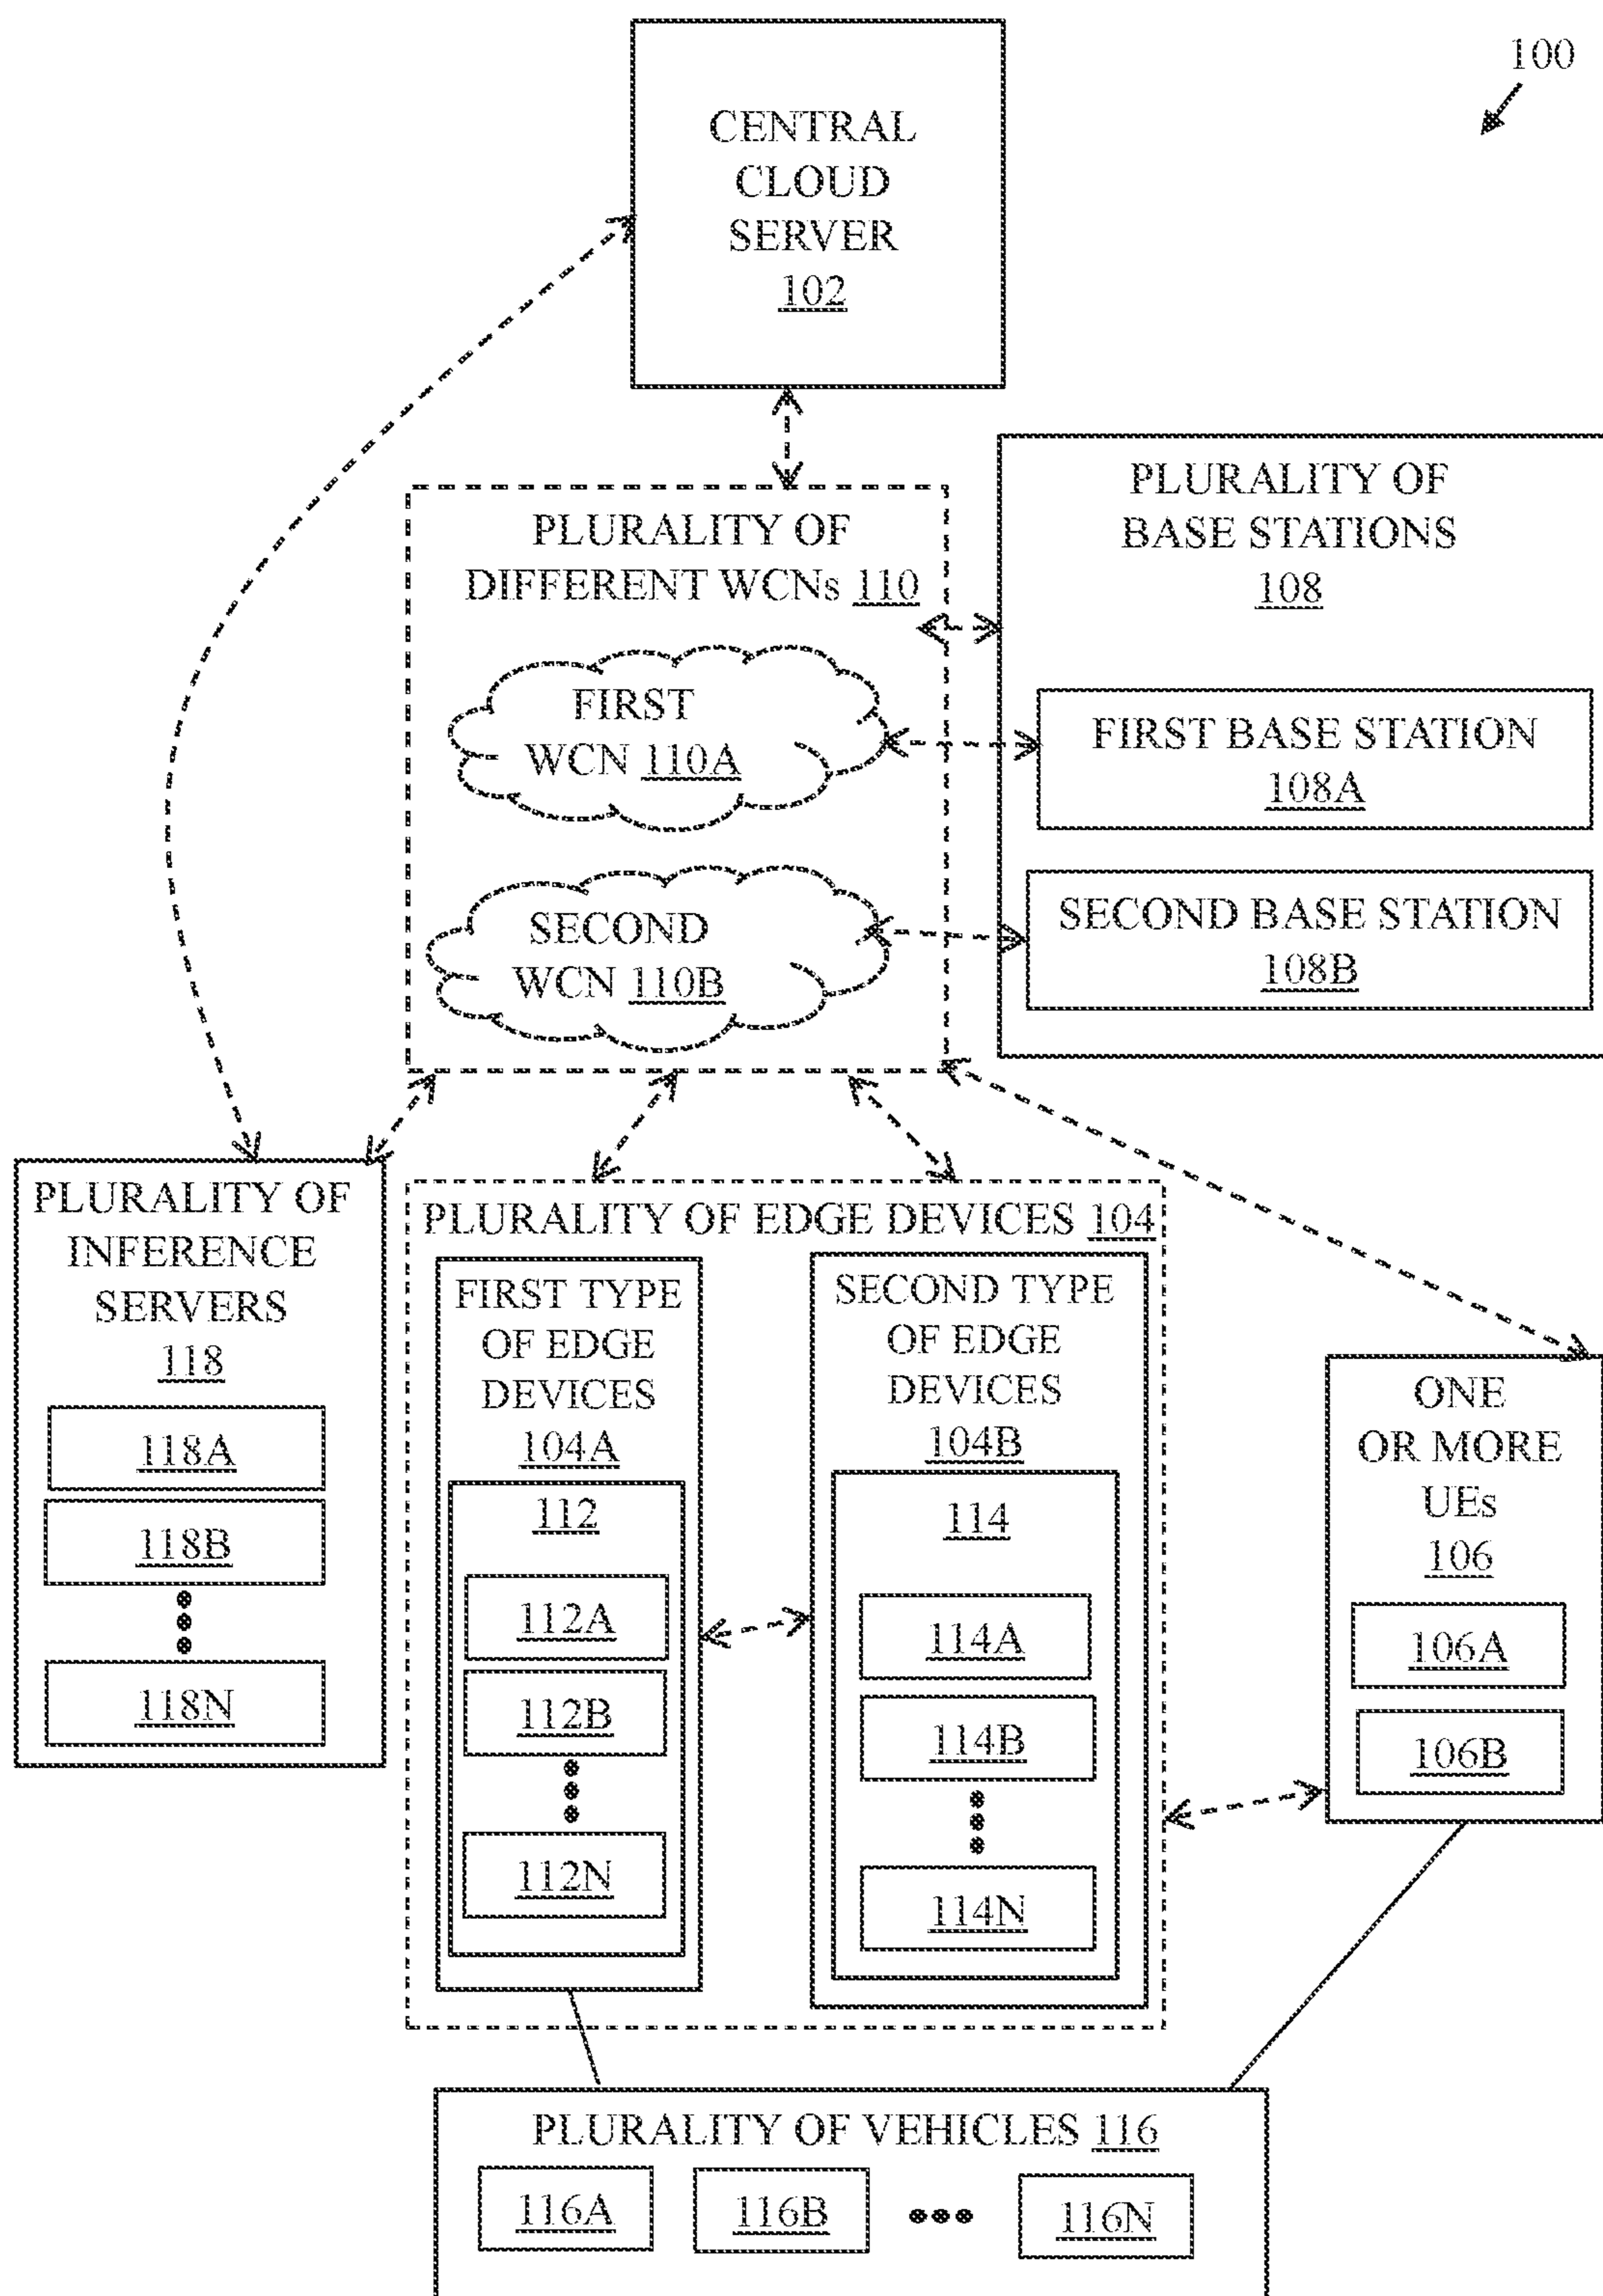 100
CENTRAL
CLOUD
SERVER
102
PLURALITY OF
BASE STATIONS
108
FIRST BASE STATION
108A
SECOND BASE STATION
108B
PLURALITY OF
DIFFERENT WCNs 110
FIRST
WCN 110A
SECOND
WCN 110B
PLURALITY OF
INFERENCE
SERVERS
118
118A
118B
118N
PLURALITY OF EDGE DEVICES 104
FIRST TYPE
OF EDGE
DEVICES
104A
112
112A
112B
112N
SECOND TYPE
OF EDGE
DEVICES
104B
114
114A
114B
114N
ONE
OR MORE
UEs
106
106A
106B
PLURALITY OF VEHICLES 116
116A
116B
116N